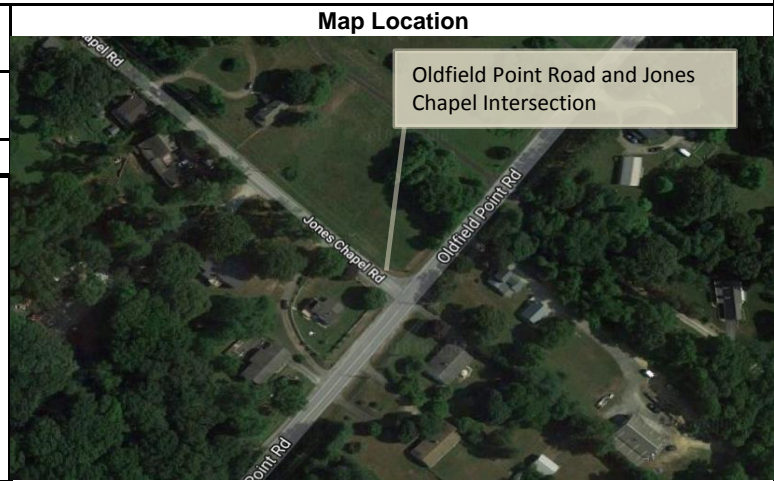 Map Location
Chapel Rd
Oldfield Point Road and Jones
Chapel Intersection
Oldfield Point Rd
Jones Chapel Rd
Point Rd